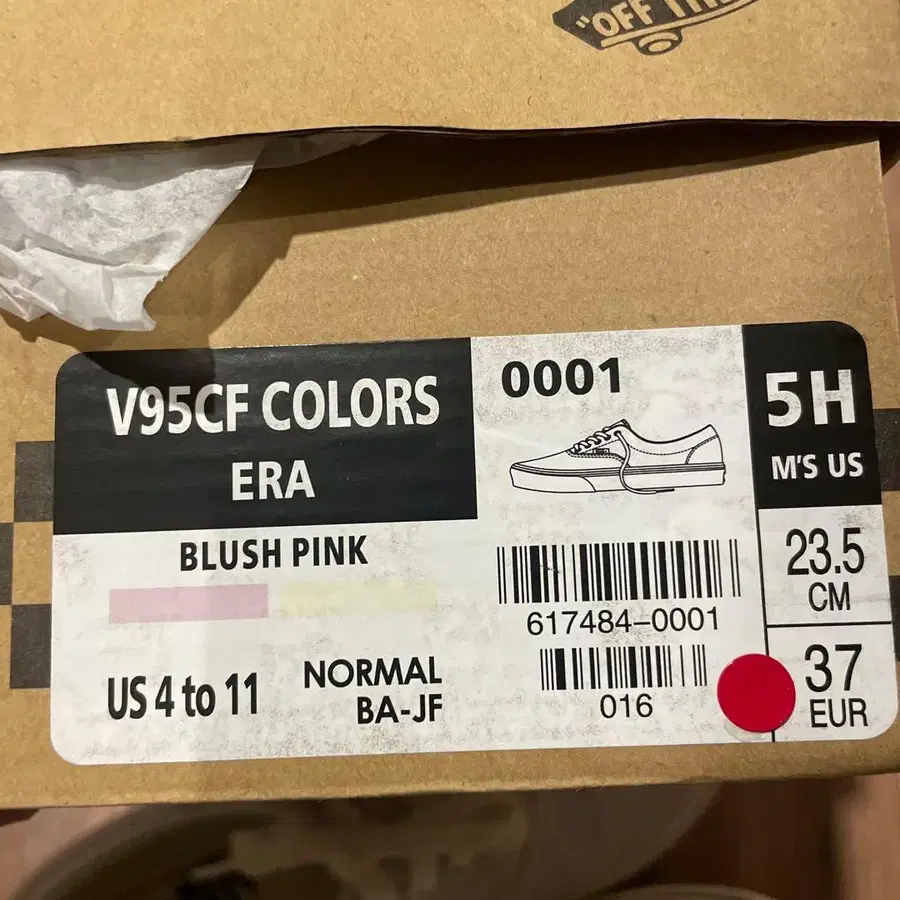 "OFF
V95CF COLORS
ERA
BLUSH PINK
US 4 to 11
NORMAL
BA-JF
0001
617484-0001
016
5H
M'S US
23.5
CM
37
EUR